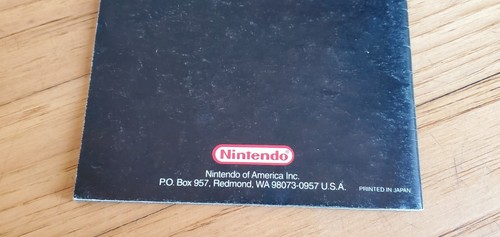 Nintendo
Nintendo of America Inc.
P.O. Box 957, Redmond, WA 98073-0957 U.S.A.
PRINTED IN JAPAN